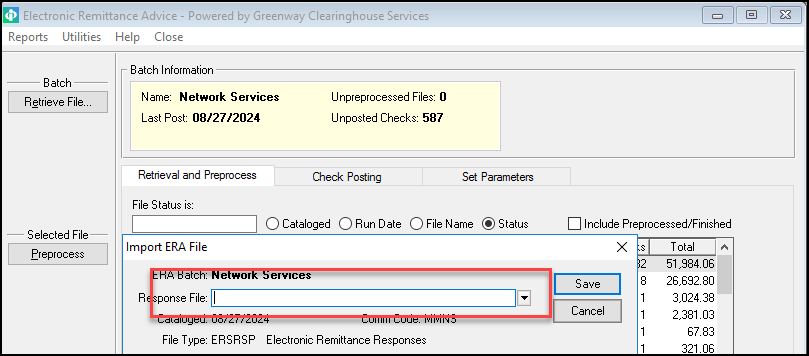 Electronic Remittance Advice - Powered by Greenway Clearinghouse Services
Reports Utilities Help Close
Batch
Retrieve File...
Batch Information
Name: Network Services Unpreprocessed Files: 0
Last Post: 08/27/2024 Unposted Checks: 587
Retrieval and Preprocess Check Posting Set Parameters
File Status is:
Cataloged Run Date File Name Status Include Preprocessed/Finished
Selected File
Preprocess
Import ERA File
ERA Batch: Network Services
Response File:
Save
Cancel
Cataloged: 08/27/2024 Comm Code: MMNS
File Type: ERSRSP Electronic Remittance Responses
ks Total
32 51,984.06
8 26,692.80
1 3,024.38
1 2,381.03
1 67.83
1 321.06